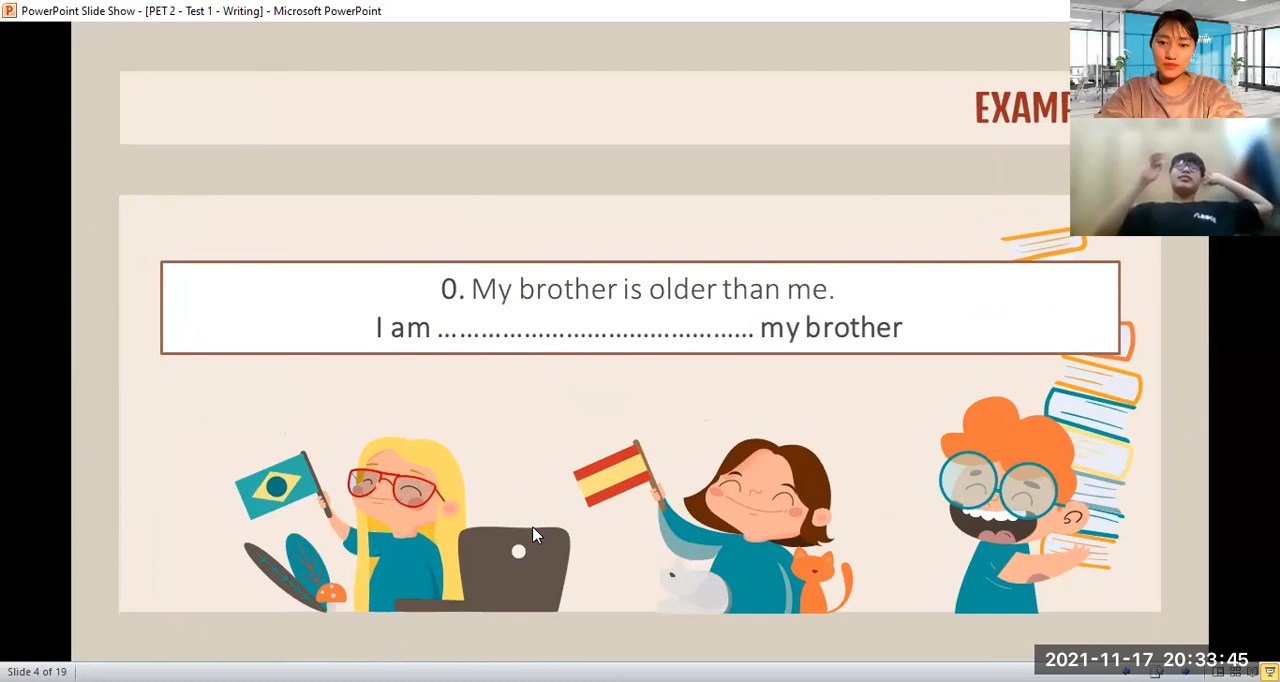 PowerPoint Slide Show - [PET 2 - Test 1 - Writing] - Microsoft PowerPoint
EXAMP
0. My brother is older than me.
I am ………………………………………. my brother
Slide 4 of 19
2021-11-17 20:33:45